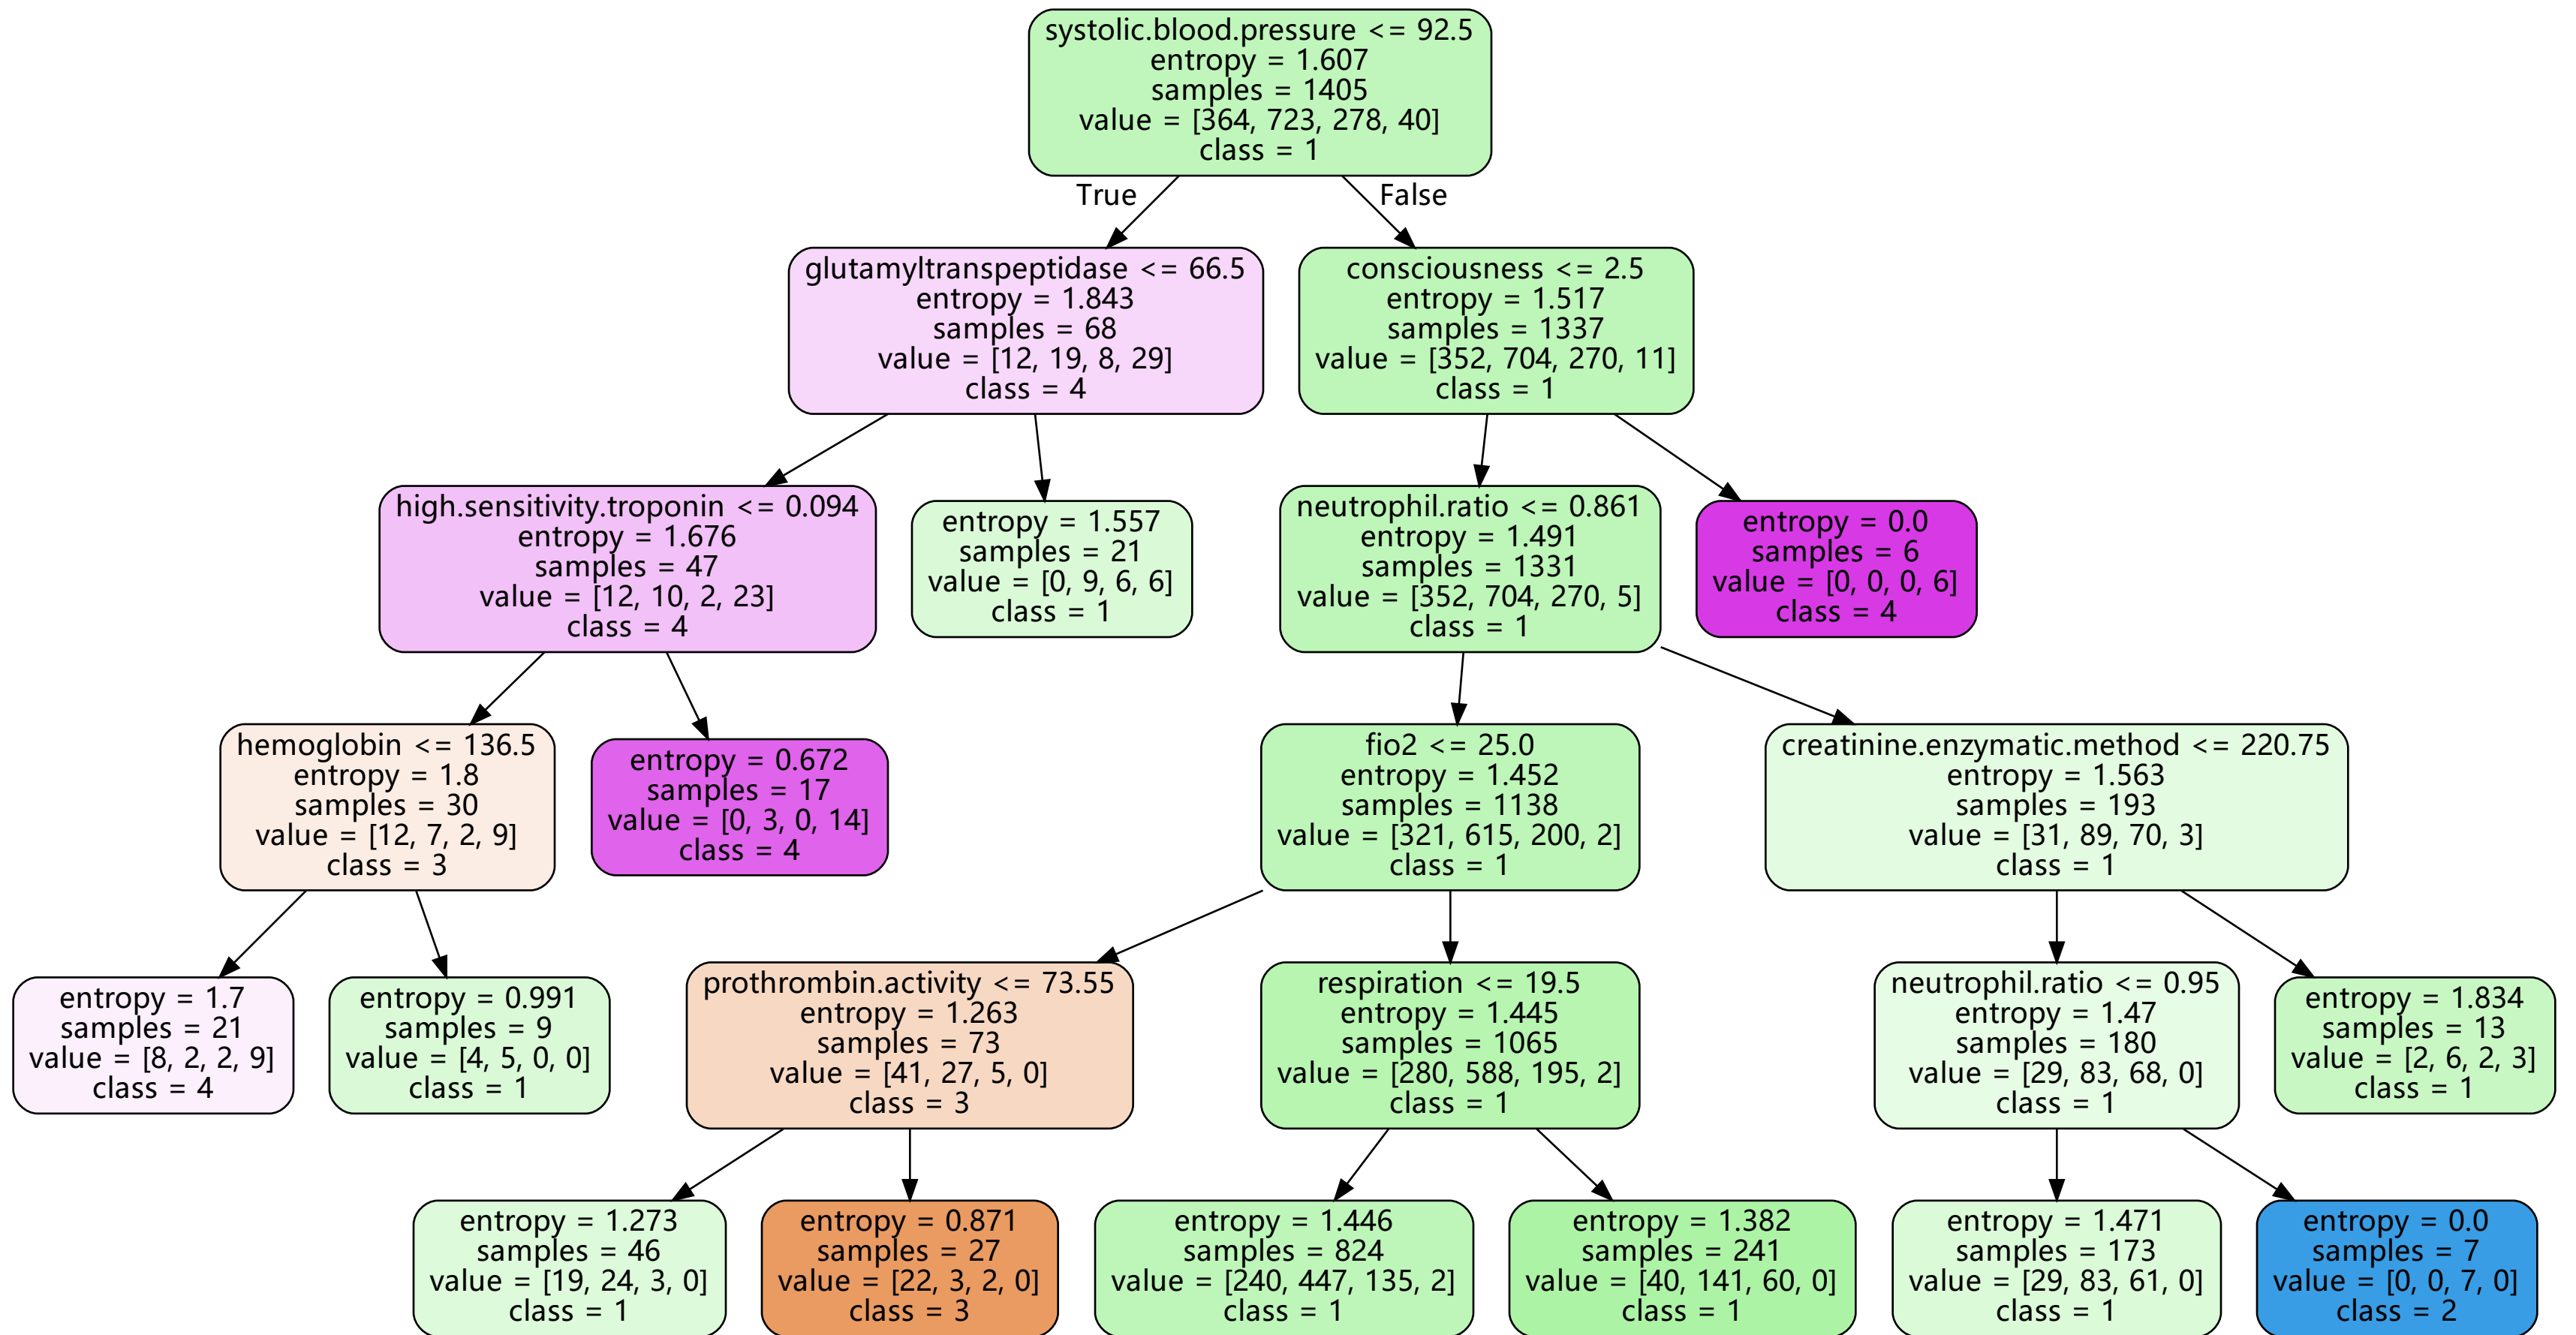 systolic.blood.pressure <= 92.5
entropy = 1.607
samples = 1405
value = [364, 723, 278, 40]
class = 1
True
False
glutamyltranspeptidase <= 66.5
entropy = 1.843
samples = 68
value = [12, 19, 8, 29]
class = 4
consciousness <= 2.5
entropy = 1.517
samples = 1337
value = [352, 704, 270, 11]
class = 1
high.sensitivity.troponin <= 0.094
entropy = 1.676
samples = 47
value = [12, 10, 2, 23]
class = 4
entropy = 1.557
samples = 21
value = [0, 9, 6, 6]
class = 1
neutrophil.ratio <= 0.861
entropy = 1.491
samples = 1331
value = [352, 704, 270, 5]
class = 1
entropy = 0.0
samples = 6
value = [0, 0, 0, 6]
class = 4
hemoglobin <= 136.5
entropy = 1.8
samples = 30
value = [12, 7, 2, 9]
class = 3
entropy = 0.672
samples = 17
value = [0, 3, 0, 14]
class = 4
fio2 <= 25.0
entropy = 1.452
samples = 1138
value = [321, 615, 200, 2]
class = 1
creatinine.enzymatic.method <= 220.75
entropy = 1.563
samples = 193
value = [31, 89, 70, 3]
class = 1
entropy = 1.7
samples = 21
value = [8, 2, 2, 9]
class = 4
entropy = 0.991
samples = 9
value = [4, 5, 0, 0]
class = 1
prothrombin.activity <= 73.55
entropy = 1.263
samples = 73
value = [41, 27, 5, 0]
class = 3
respiration <= 19.5
entropy = 1.445
samples = 1065
value = [280, 588, 195, 2]
class = 1
neutrophil.ratio <= 0.95
entropy = 1.47
samples = 180
value = [29, 83, 68, 0]
class = 1
entropy = 1.834
samples = 13
value = [2, 6, 2, 3]
class = 1
entropy = 1.273
samples = 46
value = [19, 24, 3, 0]
class = 1
entropy = 0.871
samples = 27
value = [22, 3, 2, 0]
class = 3
entropy = 1.446
samples = 824
value = [240, 447, 135, 2]
class = 1
entropy = 1.382
samples = 241
value = [40, 141, 60, 0]
class = 1
entropy = 1.471
samples = 173
value = [29, 83, 61, 0]
class = 1
entropy = 0.0
samples = 7
value = [0, 0, 7, 0]
class = 2